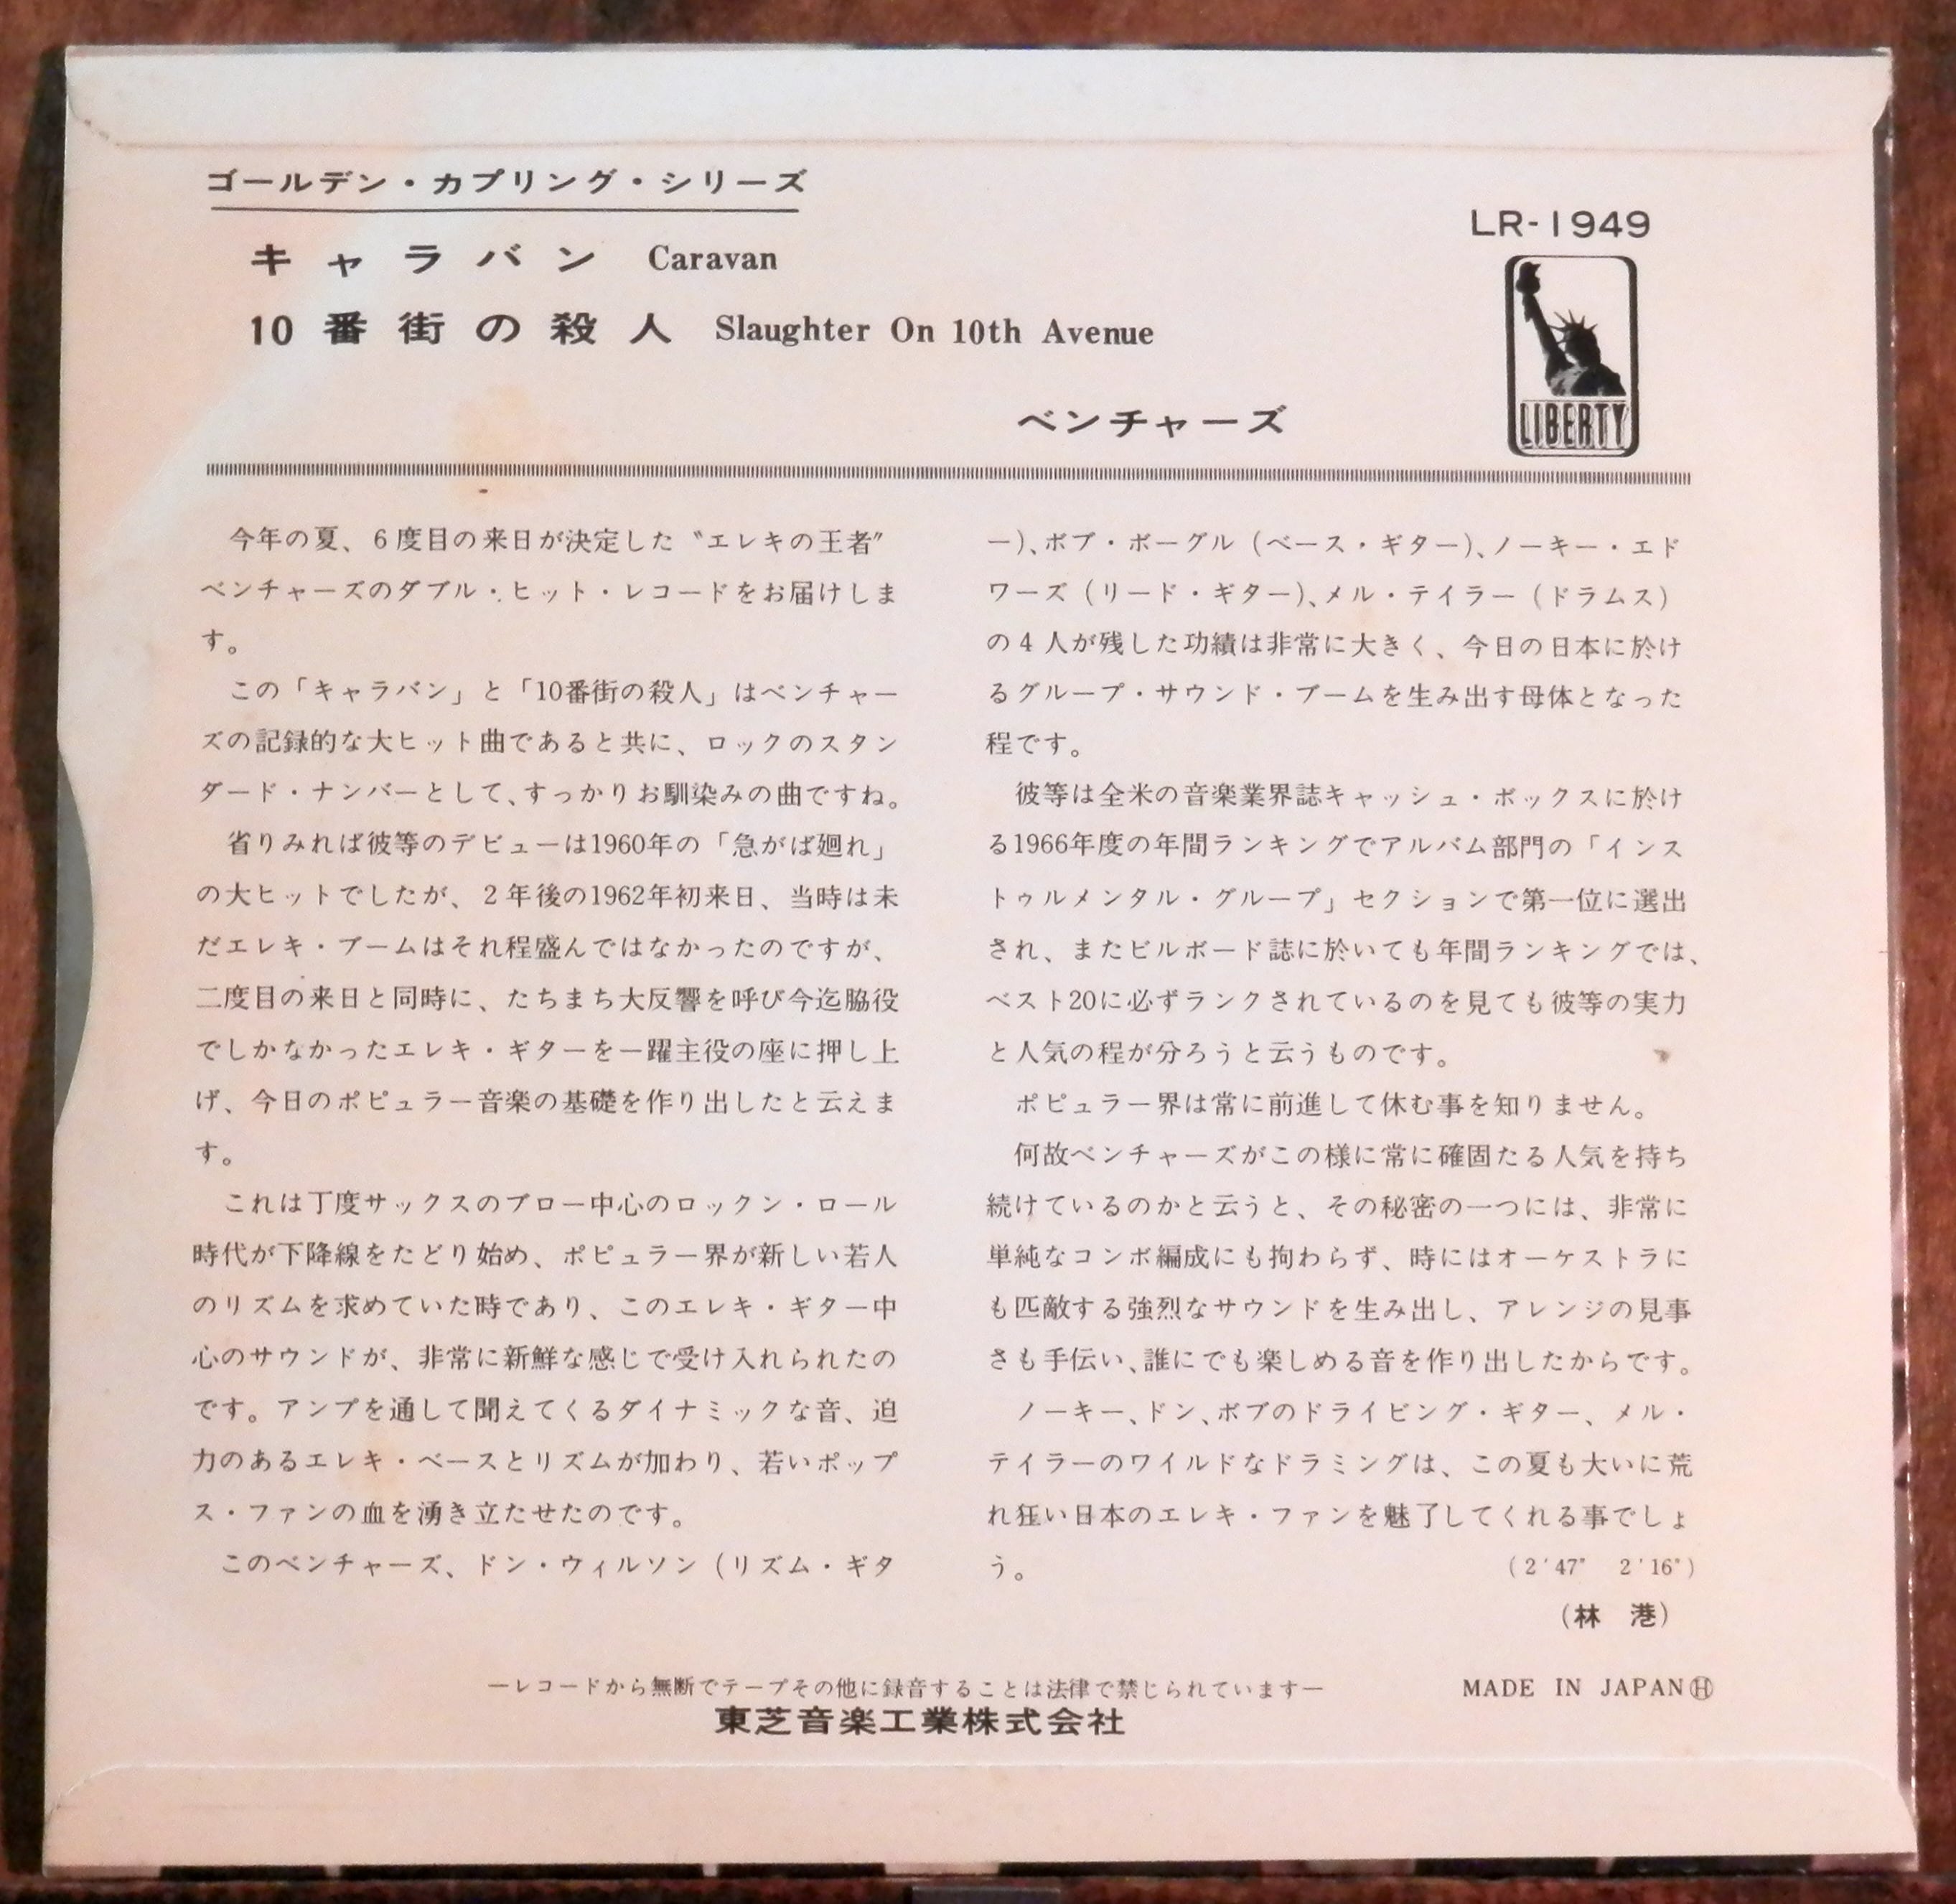 ゴールデン・カプリング・シリーズ
キャラバン Caravan
10番街の殺人 Slaughter On 10th Avenue
ベンチャーズ
LR-1949
LIBERTY
今年の夏、6度目の来日が決定した〝エレキの王者〟
ベンチャーズのダブル・ヒット・レコードをお届けしま
す。
この「キャラバン」と「10番街の殺人」はベンチャー
ズの記録的な大ヒット曲であると共に、ロックのスタン
ダード・ナンバーとして、すっかりお馴染みの曲ですね。
省りみれば彼等のデビューは1960年の「急がば廻れ」
の大ヒットでしたが、2年後の1962年初来日、当時は未
だエレキ・ブームはそれ程盛んではなかったのですが、
二度目の来日と同時に、たちまち大反響を呼び今迄脇役
でしかなかったエレキ・ギターを一躍主役の座に押し上
げ、今日のポピュラー音楽の基礎を作り出したと云えま
す。
これは丁度サックスのブロー中心のロックン・ロール
時代が下降線をたどり始め、ポピュラー界が新しい若人
のリズムを求めていた時であり、このエレキ・ギター中
心のサウンドが、非常に新鮮な感じで受け入れられたの
です。アンプを通して聞えてくるダイナミックな音、迫
力のあるエレキ・ベースとリズムが加わり、若いポップ
ス・ファンの血を湧き立たせたのです。
このベンチャーズ、ドン・ウィルソン（リズム・ギタ
ー）、ボブ・ボーグル（ベース・ギター）、ノーキー・エド
ワーズ（リード・ギター）、メル・テイラー（ドラムス）
の4人が残した功績は非常に大きく、今日の日本に於け
るグループ・サウンド・ブームを生み出す母体となった
程です。
彼等は全米の音楽業界誌キャッシュ・ボックスに於け
る1966年度の年間ランキングでアルバム部門の「インス
トゥルメンタル・グループ」セクションで第一位に選出
され、またビルボード誌に於いても年間ランキングでは、
ベスト20に必ずランクされているのを見ても彼等の実力
と人気の程が分ろうと云うものです。
ポピュラー界は常に前進して休む事を知りません。
何故ベンチャーズがこの様に常に確固たる人気を持ち
続けているのかと云うと、その秘密の一つには、非常に
単純なコンボ編成にも拘わらず、時にはオーケストラに
も匹敵する強烈なサウンドを生み出し、アレンジの見事
さも手伝い、誰にでも楽しめる音を作り出したからです。
ノーキー、ドン、ボブのドライビング・ギター、メル・
テイラーのワイルドなドラミングは、この夏も大いに荒
れ狂い日本のエレキ・ファンを魅了してくれる事でしょ
う。
（2′47″ 2′16″）
（林 港）
―レコードから無断でテープその他に録音することは法律で禁じられています―
東芝音楽工業株式会社
MADE IN JAPANⒽ